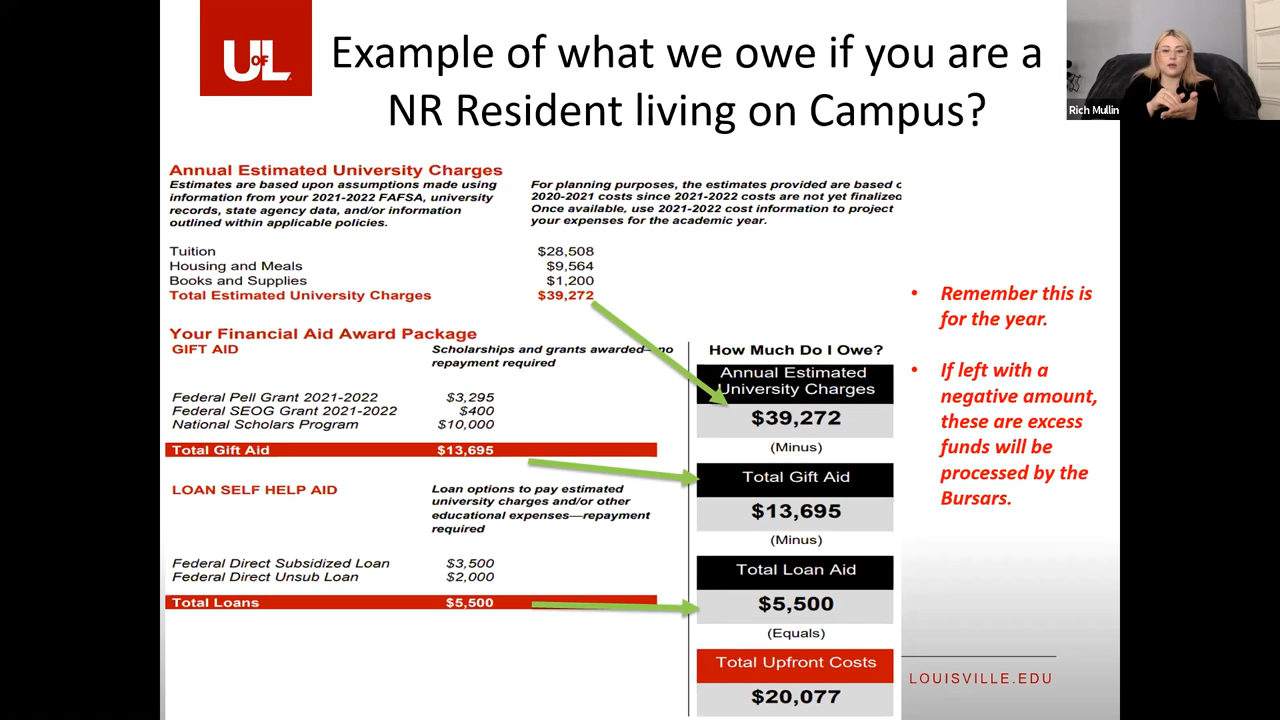 U OF L
Example of what we owe if you are a
NR Resident living on Campus?
Rich Mullin
Annual Estimated University Charges
Estimates are based upon assumptions made using
information from your 2021-2022 FAFSA, university
records, state agency data, and/or information
outlined within applicable policies.
For planning purposes, the estimates provided are based
2020-2021 costs since 2021-2022 costs are not yet finalized
Once available, use 2021-2022 cost information to project
your expenses for the academic year.
Tuition $28,508
Housing and Meals $9,564
Books and Supplies $1,200
Total Estimated University Charges $39,272
Your Financial Aid Award Package
GIFT AID
Scholarships and grants awarded—no
repayment required
Federal Pell Grant 2021-2022 $3,295
Federal SEOG Grant 2021-2022 $400
National Scholars Program $10,000
Total Gift Aid $13,695
LOAN SELF HELP AID
Loan options to pay estimated
university charges and/or other
educational expenses—repayment
required
Federal Direct Subsidized Loan $3,500
Federal Direct Unsub Loan $2,000
Total Loans $5,500
How Much Do I Owe?
Annual Estimated
University Charges
$39,272
(Minus)
Total Gift Aid
$13,695
(Minus)
Total Loan Aid
$5,500
(Equals)
Total Upfront Costs
$20,077
• Remember this is
for the year.
• If left with a
negative amount,
these are excess
funds will be
processed by the
Bursars.
LOUISVILLE.EDU